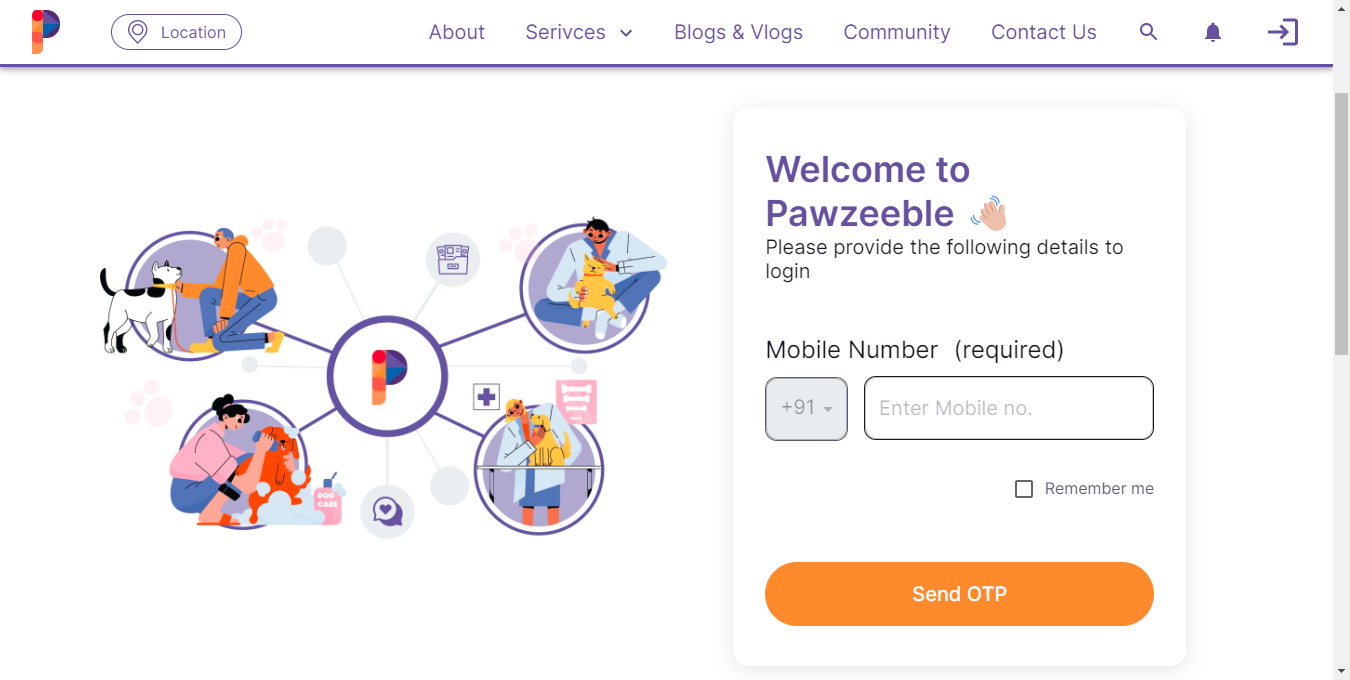 Location
About
Serivces
Blogs & Vlogs
Community
Contact Us
Welcome to
Pawzeeble
Please provide the following details to
login
Mobile Number (required)
+91
Enter Mobile no.
Remember me
Send OTP
DOG
CARE